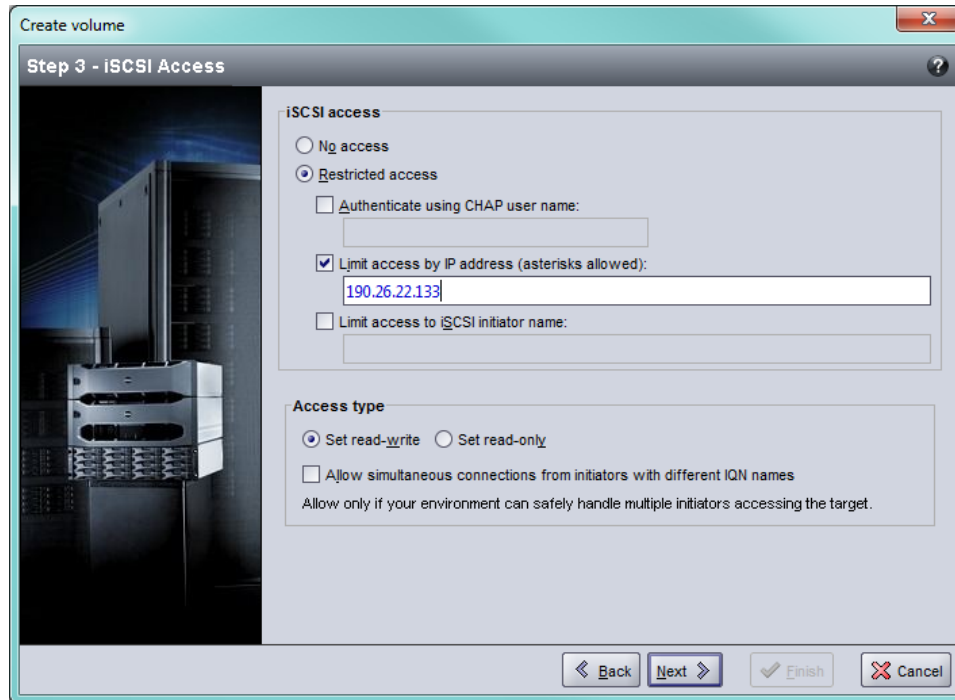 Create volume
Step 3 - iSCSI Access
?
iSCSI access
No access
Restricted access
Authenticate using CHAP user name:
Limit access by IP address (asterisks allowed):
190.26.22.133
Limit access to iSCSI initiator name:
Access type
Set read-write Set read-only
Allow simultaneous connections from initiators with different IQN names
Allow only if your environment can safely handle multiple initiators accessing the target.
Back Next Finish Cancel